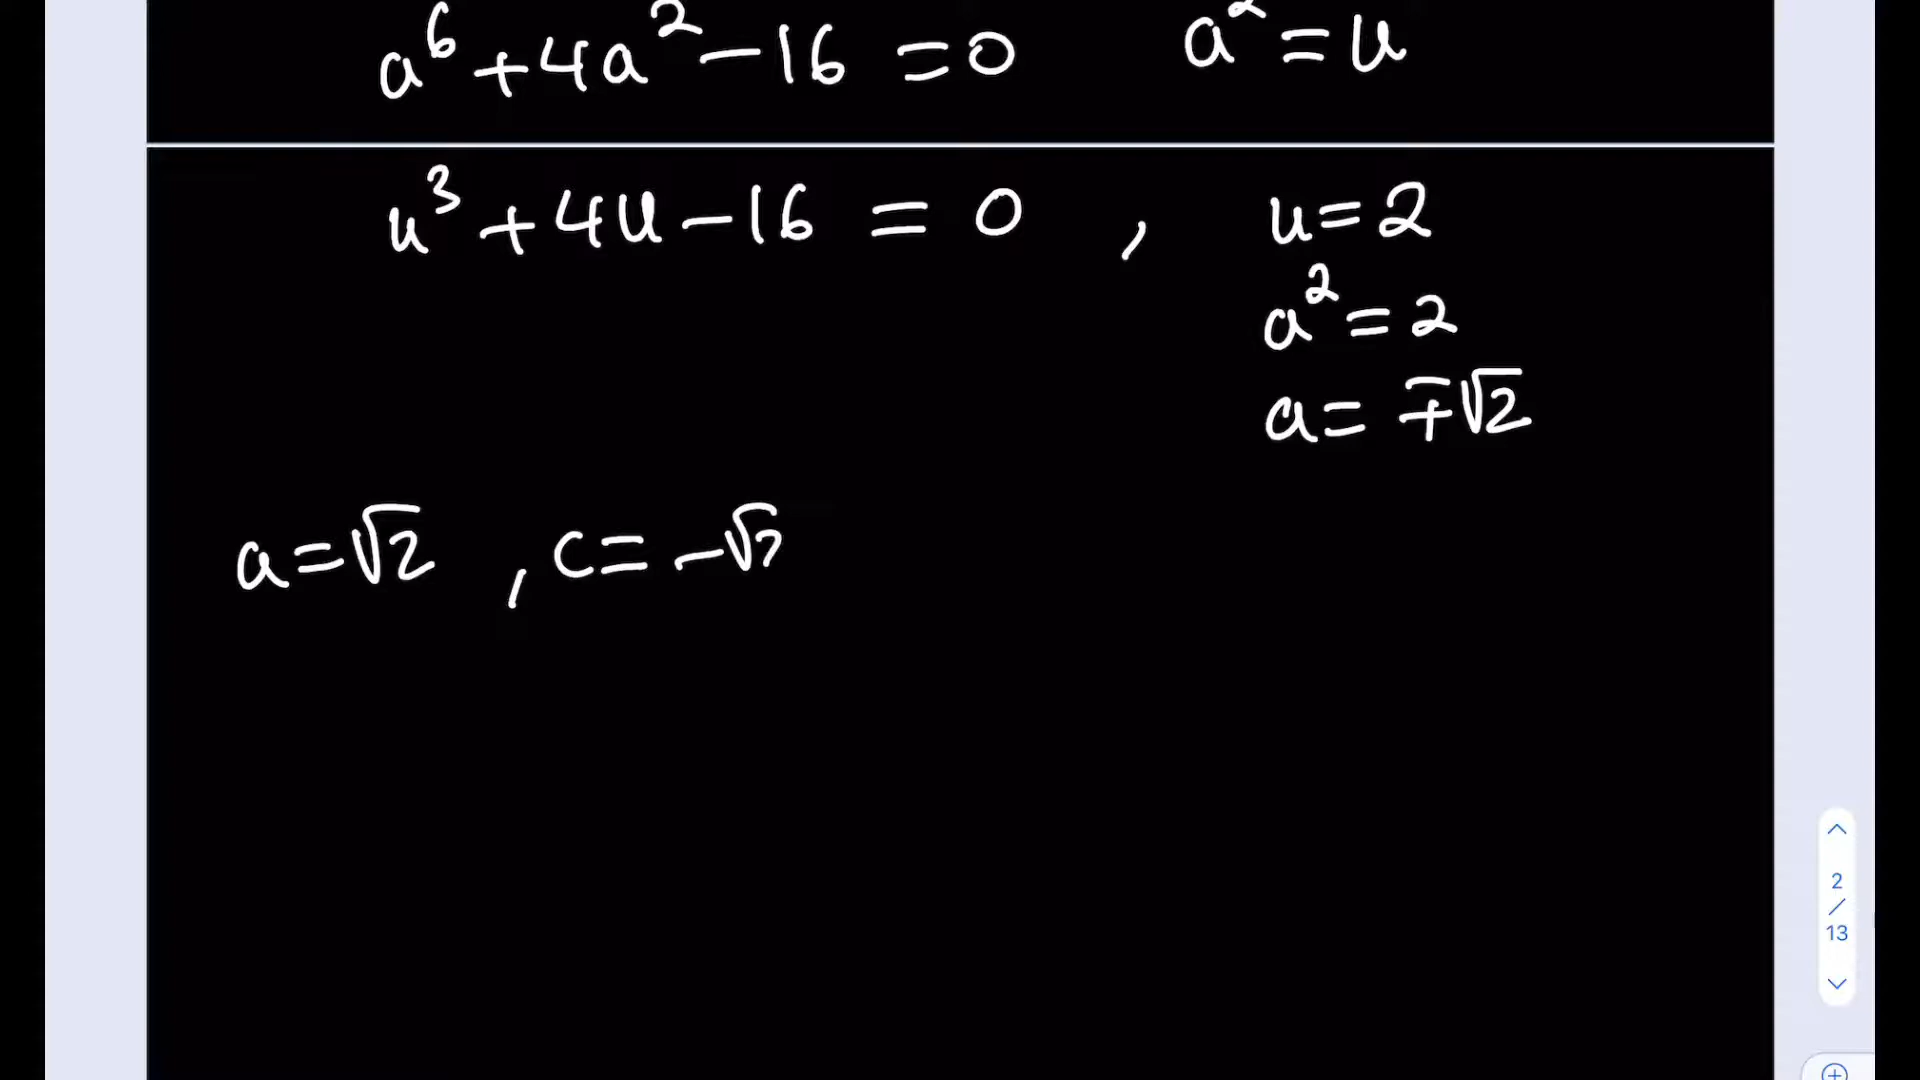 a⁶+4a²-16=0 a²=u
u³+4u-16=0 , u=2
a²=2
a=∓√2
a=√2 , c=-√2
2
/
13